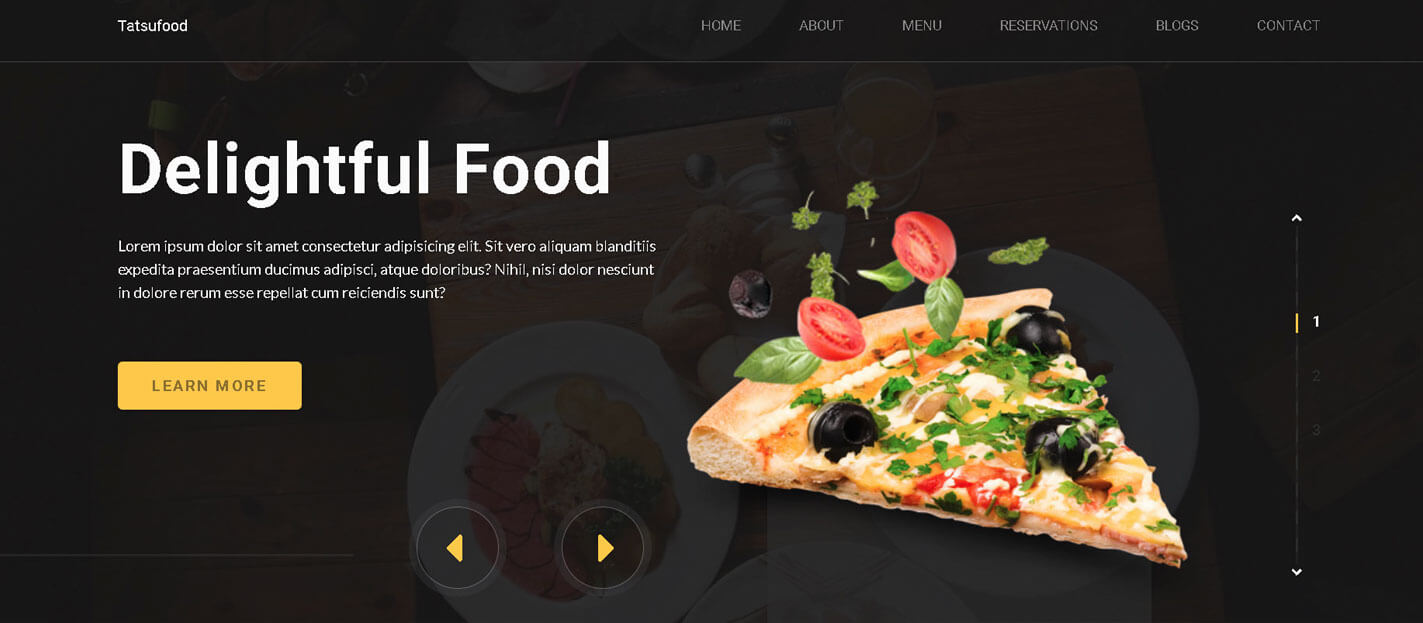 Tatsufood
HOME ABOUT MENU RESERVATIONS BLOGS CONTACT
Delightful Food
Lorem ipsum dolor sit amet consectetur adipisicing elit. Sit vero aliquam blanditiis
expedita praesentium ducimus adipisci, atque doloribus? Nihil, nisi dolor nesciunt
in dolore rerum esse repellat cum reiciendis sunt?
LEARN MORE
1
2
3